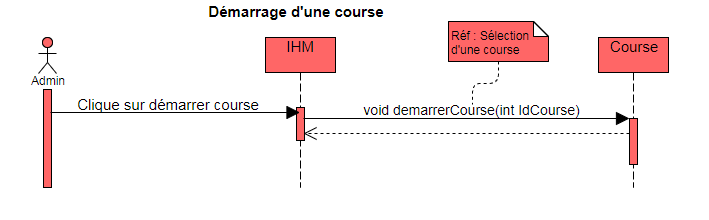 Démarrage d'une course
IHM
Réf : Sélection
d'une course
Course
Admin
Clique sur démarrer course
void demarrerCourse(int IdCourse)